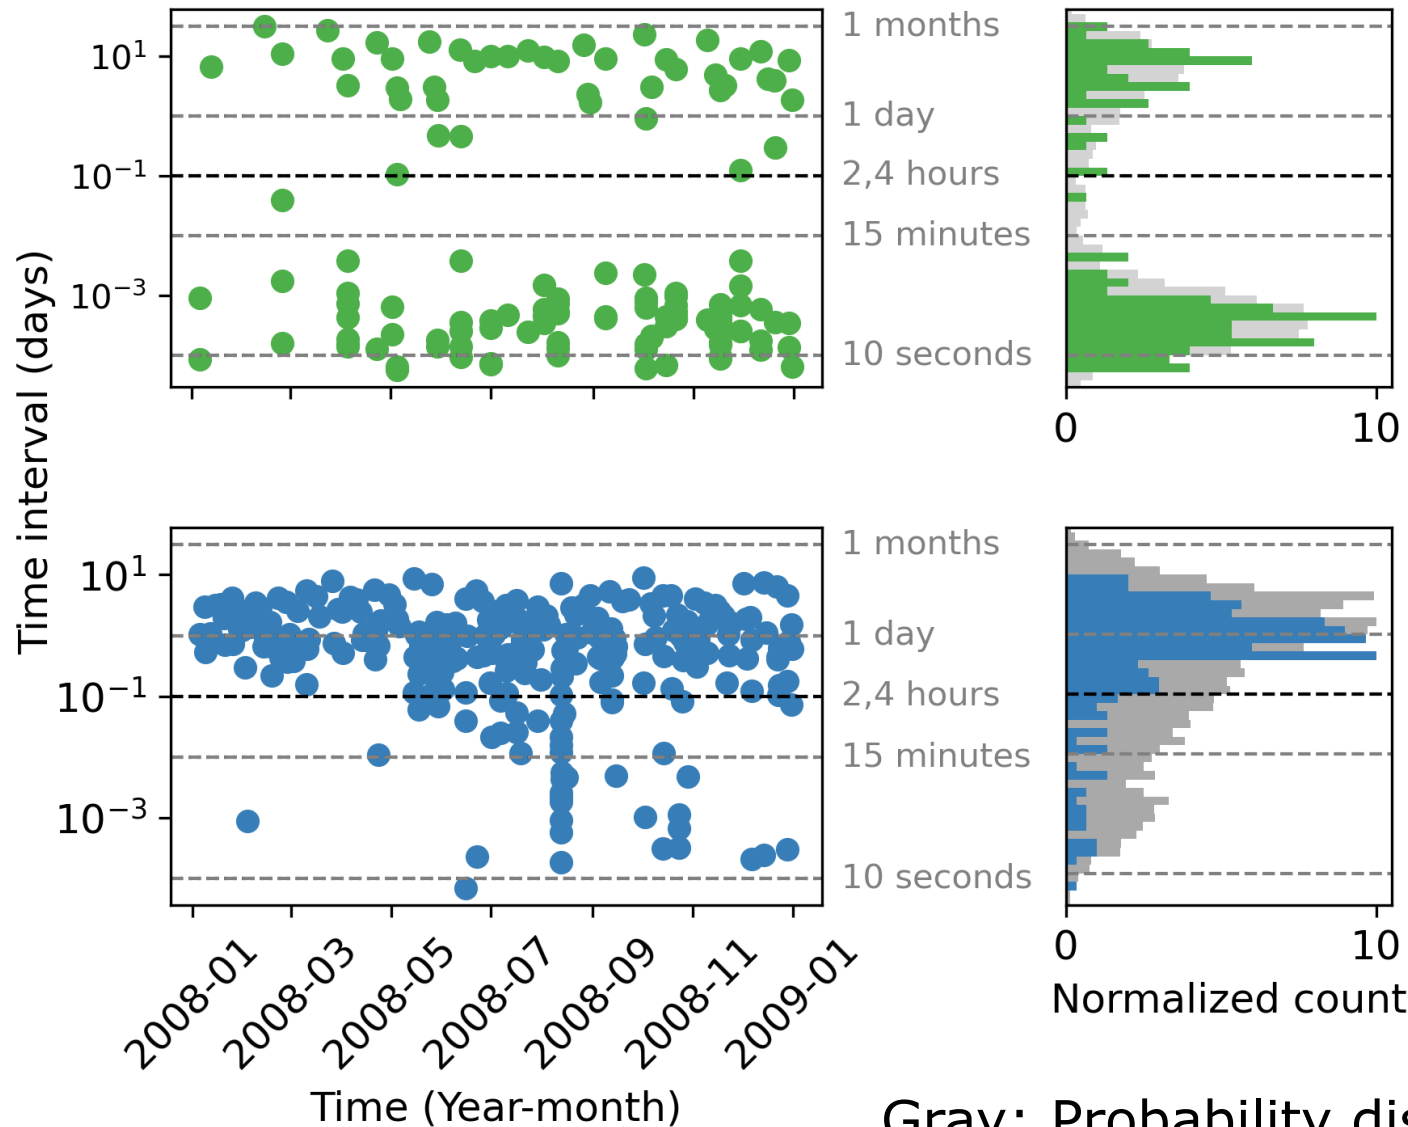 Time interval (days)
10¹
10⁻¹
10⁻³
1 months
1 day
2,4 hours
15 minutes
10 seconds
0 10
10¹
10⁻¹
10⁻³
1 months
1 day
2,4 hours
15 minutes
10 seconds
0 10
2008-01 2008-03 2008-05 2008-07 2008-09 2008-11 2009-01
Time (Year-month)
Normalized count
Gray: Probability dis